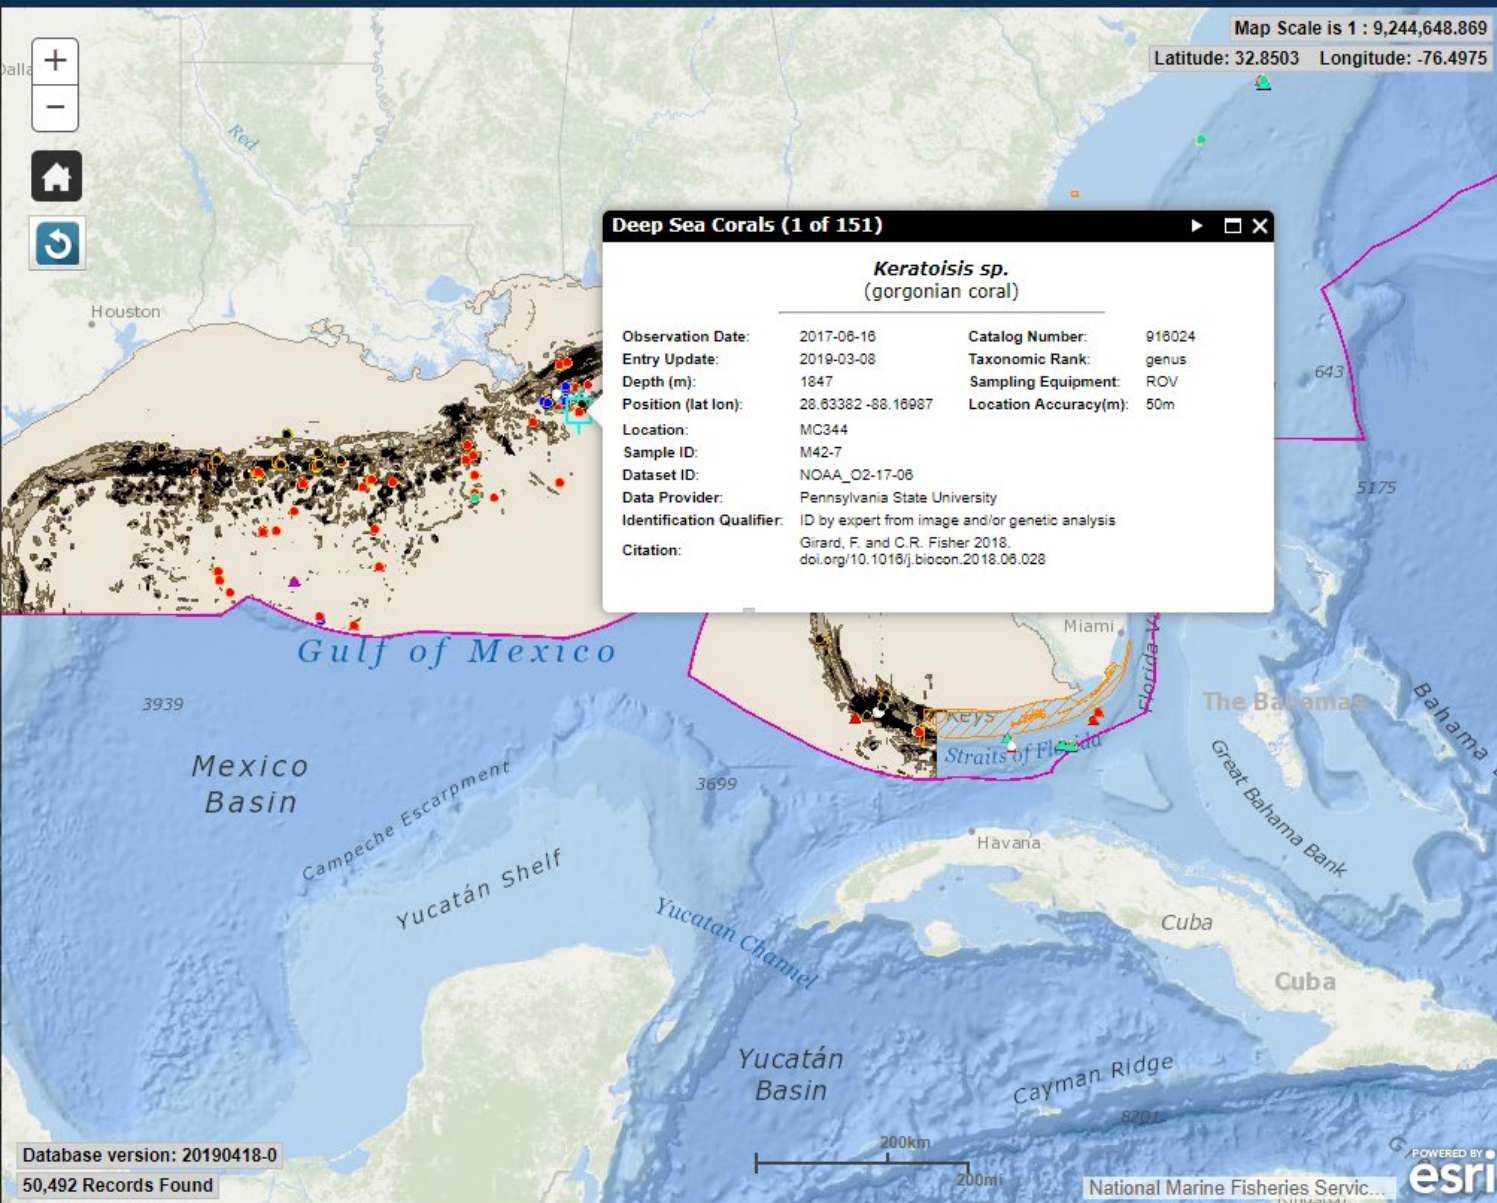 Map Scale is 1 : 9,244,648.869
Latitude: 32.8503 Longitude: -76.4975
+
−
Red
Houston
Deep Sea Corals (1 of 151)
Keratoisis sp.
(gorgonian coral)
Observation Date: 2017-06-16 Catalog Number: 916024
Entry Update: 2019-03-08 Taxonomic Rank: genus
Depth (m): 1847 Sampling Equipment: ROV
Position (lat lon): 28.63382 -88.16987 Location Accuracy(m): 50m
Location: MC344
Sample ID: M42-7
Dataset ID: NOAA_O2-17-06
Data Provider: Pennsylvania State University
Identification Qualifier: ID by expert from image and/or genetic analysis
Citation: Girard, F. and C.R. Fisher 2018.
doi.org/10.1016/j.biocon.2018.06.028
643
5175
Gulf of Mexico
Miami
Florida
3939
The Bahamas
Bahama
Keys
Straits of Florida
Mexico
Basin
Campeche Escarpment
3699
Great Bahama Bank
Havana
Yucatán Shelf
Yucatan Channel
Cuba
Cuba
Yucatán
Basin
Cayman Ridge
8201
200km
200mi
Database version: 20190418-0
50,492 Records Found
National Marine Fisheries Servic...
POWERED BY
esri